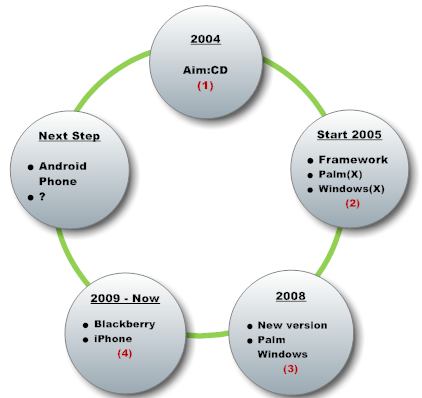 2004
Aim:CD
(1)
Start 2005
• Framework
• Palm(X)
• Windows(X)
(2)
2008
• New version
• Palm
Windows
(3)
2009 - Now
• Blackberry
• iPhone
(4)
Next Step
• Android
Phone
• ?